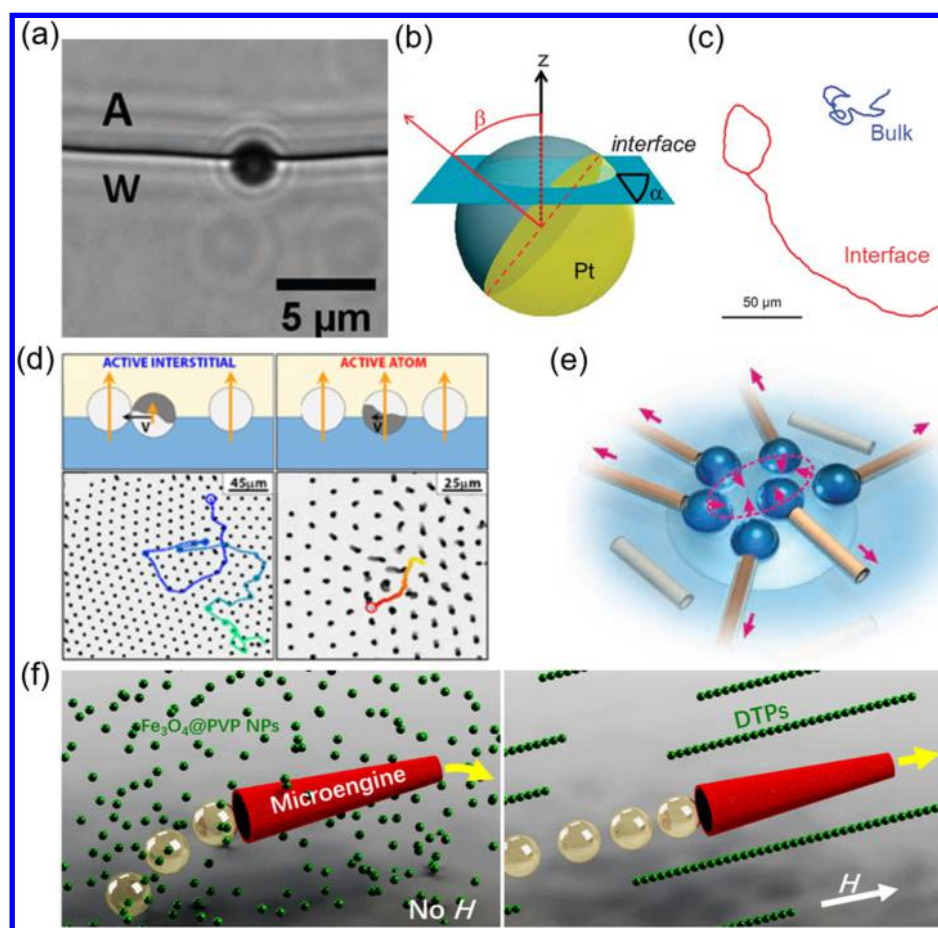 (a)
A
W
5 μm
(b)
z
β
interface
α
Pt
(c)
Bulk
Interface
50 μm
(d)
ACTIVE INTERSTITIAL
V
ACTIVE ATOM
V
45μm
25μm
(e)
(f)
Fe₃O₄@PVP NPs
Microengine
No H
DTPs
H